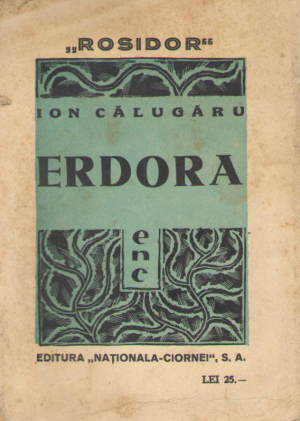 „ROSIDOR“
ION CĂLUGĂRU
ERDORA
enc
EDITURA „NAȚIONALA-CIORNEI“, S. A.
LEI 25.—